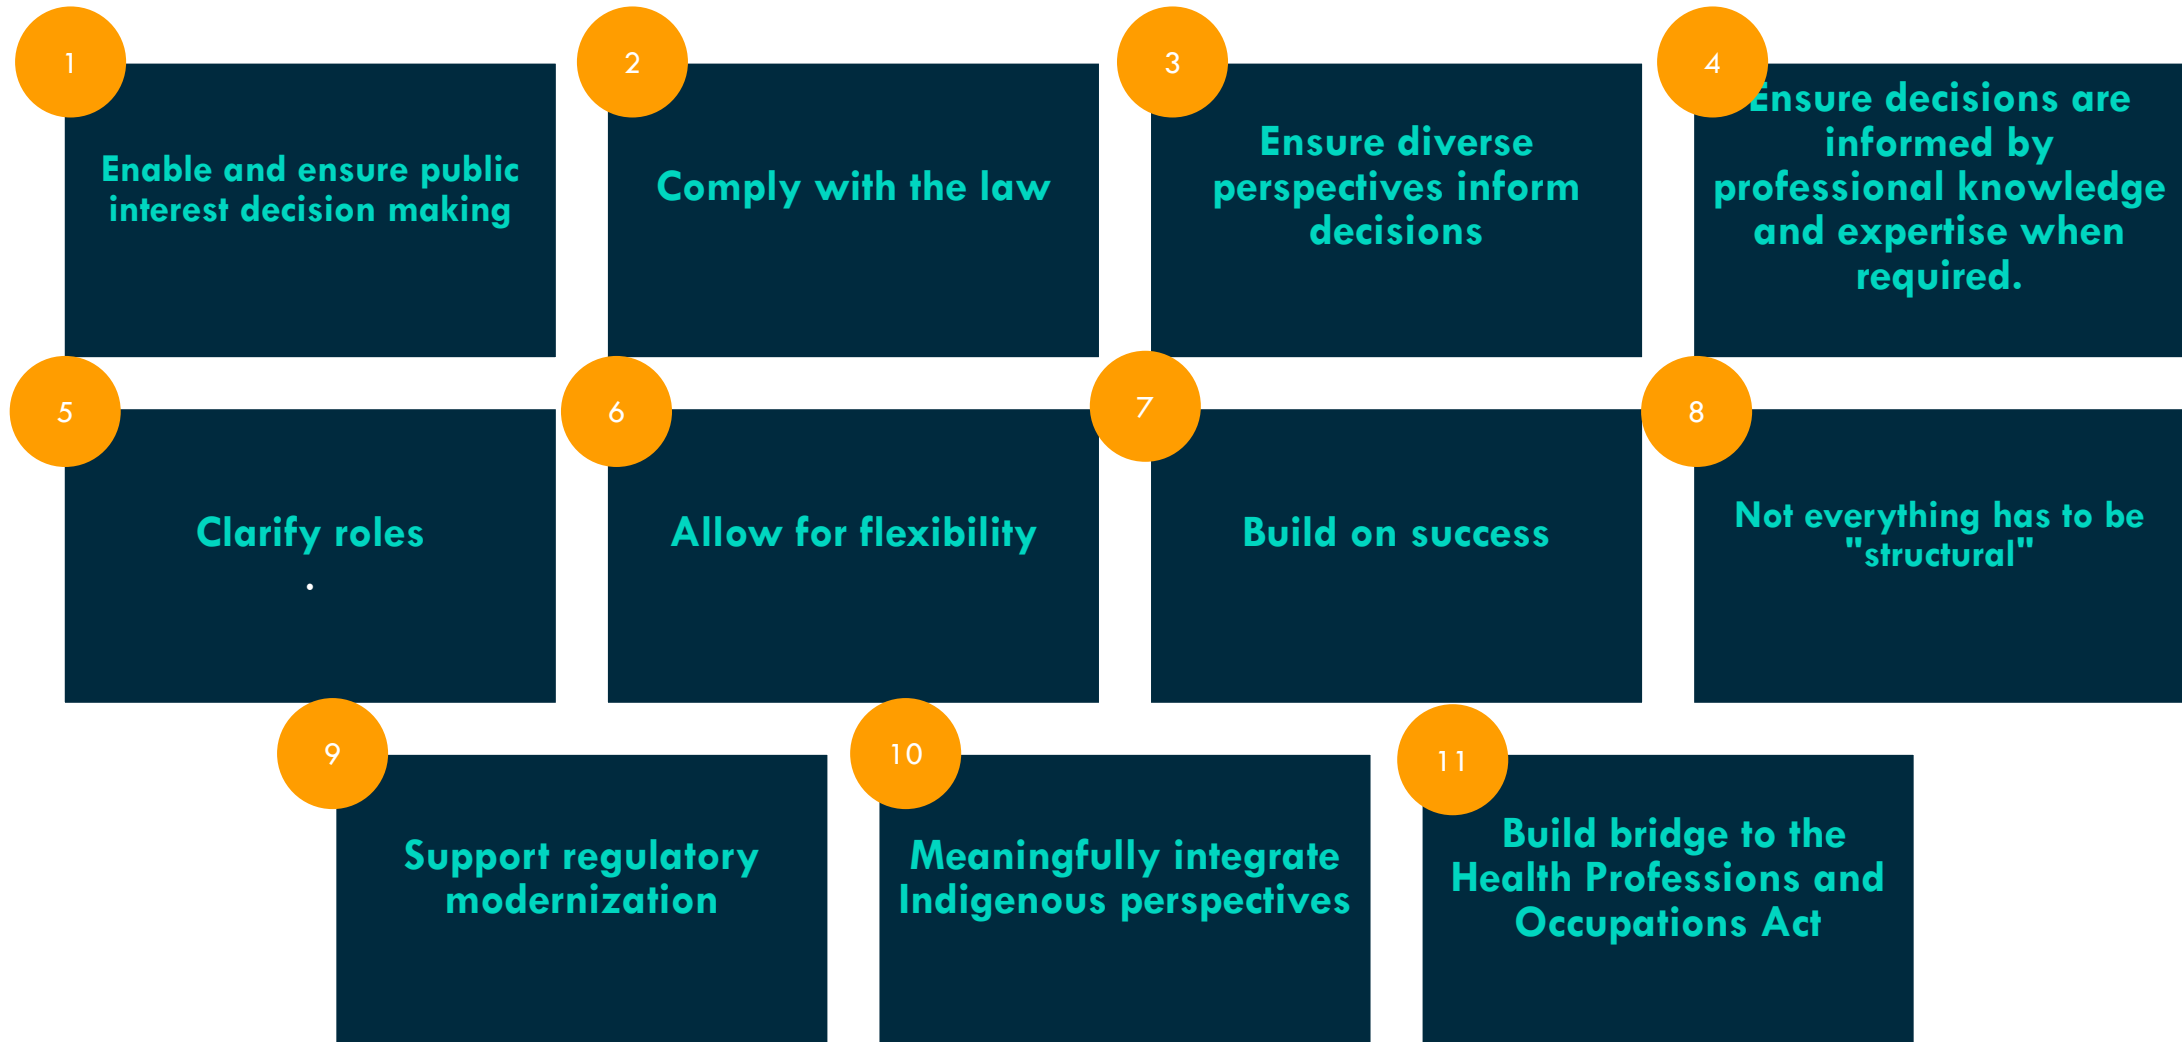 1
Enable and ensure public
interest decision making
2
Comply with the law
3
Ensure diverse
perspectives inform
decisions
4
Ensure decisions are
informed by
professional knowledge
and expertise when
required.
5
Clarify roles
.
6
Allow for flexibility
7
Build on success
8
Not everything has to be
"structural"
9
Support regulatory
modernization
10
Meaningfully integrate
Indigenous perspectives
11
Build bridge to the
Health Professions and
Occupations Act